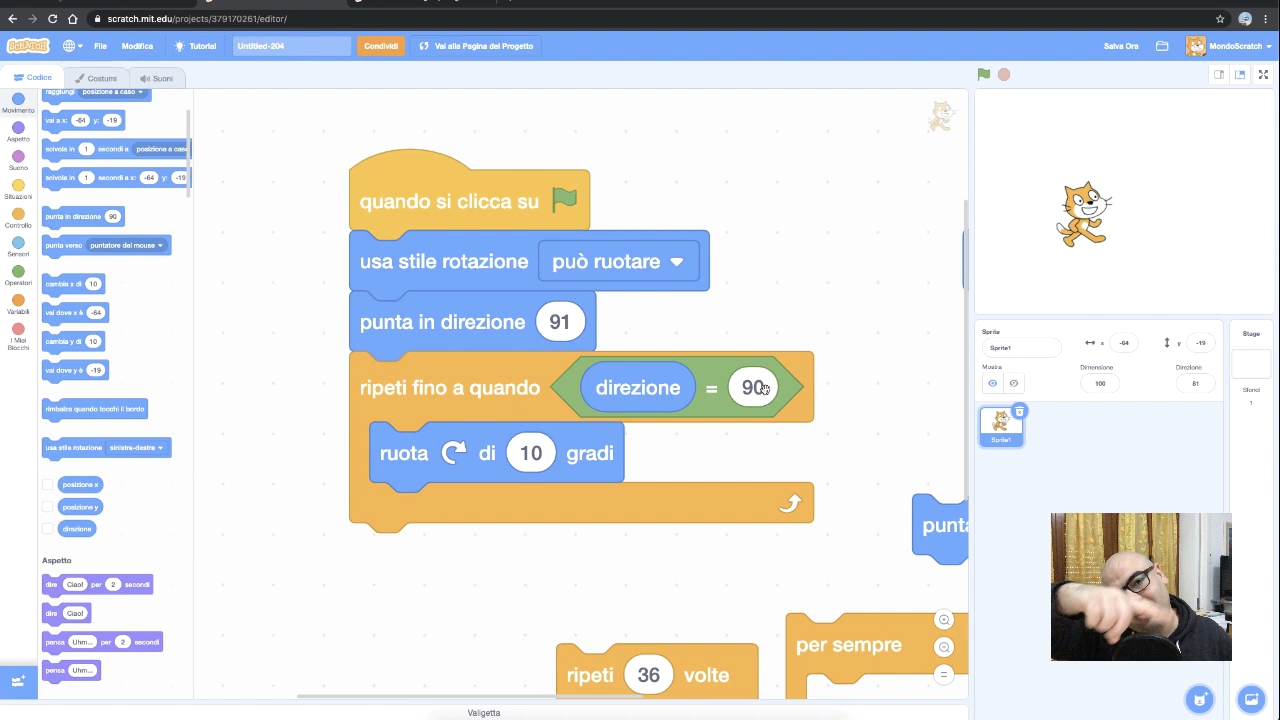 scratch.mit.edu/projects/379170261/editor/
SCRATCH
File
Modifica
Tutorial
Untitled-204
Condividi
Vai alla Pagina del Progetto
Salva Ora
MondoScratch
Codice
Costumi
Suoni
Movimento
Aspetto
Suono
Situazioni
Controllo
Sensori
Operatori
Variabili
I Miei Blocchi
raggiungi posizione a caso
vai a x: -64 y: -19
scivola in 1 secondi a posizione a caso
scivola in 1 secondi a x: -64 y: -19
punta in direzione 90
punta verso puntatore del mouse
cambia x di 10
vai dove x è -64
cambia y di 10
vai dove y è -19
rimbalza quando tocchi il bordo
usa stile rotazione sinistra-destra
posizione x
posizione y
direzione
Aspetto
dire Ciao! per 2 secondi
dire Ciao!
pensa Uhm... per 2 secondi
pensa Uhm...
quando si clicca su
usa stile rotazione può ruotare
punta in direzione 91
ripeti fino a quando direzione = 90
ruota di 10 gradi
punta
ripeti 36 volte
per sempre
Valigetta
Sprite
Sprite1
x -64
y -19
Mostra
Dimensione
100
Direzione
81
Sprite1
Stage
Sfondi
1